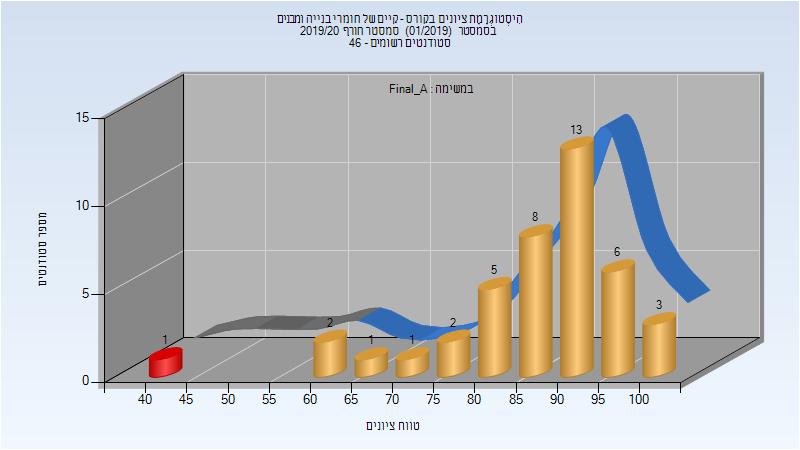 היסטוגרמת ציונים בקורס - קיים של חומרי בנייה ומבנים
בסמסטר (01/2019) סמסטר חורף 2019/20
סטודנטים רשומים - 46
במשימה : Final_A
מספר סטודנטים
15
10
5
0
1
2
1
1
2
5
8
13
6
3
40 45 50 55 60 65 70 75 80 85 90 95 100
טווח ציונים